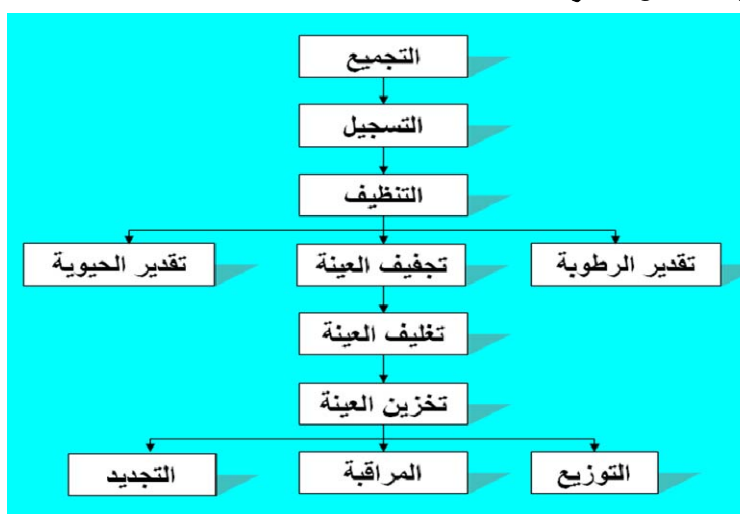 التجميع
التسجيل
التنظيف
تقدير الرطوبة
تجفيف العينة
تقدير الحيوية
تغليف العينة
تخزين العينة
التوزيع
المراقبة
التجديد